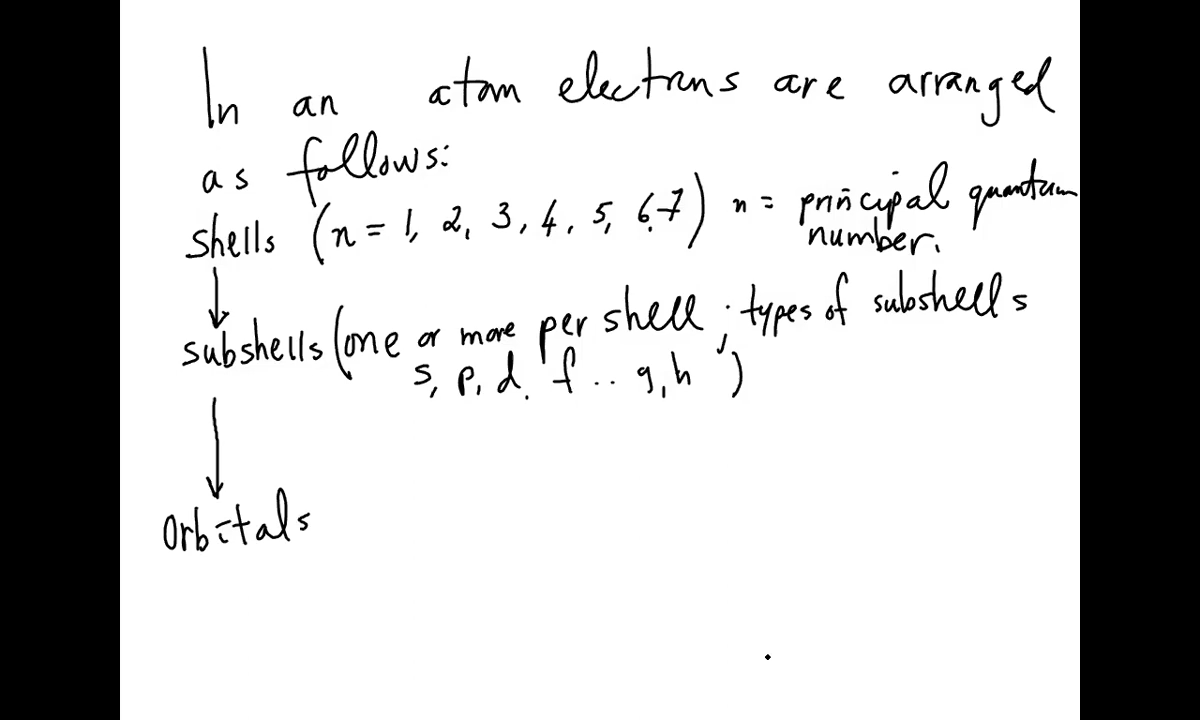 In an atom electrons are arranged
as follows:
shells (n = 1, 2, 3, 4, 5, 6, 7) n = principal quantum
number.
↓
subshells (one or more per shell; types of subshells
s, p, d, f .. g, h )
↓
orbitals